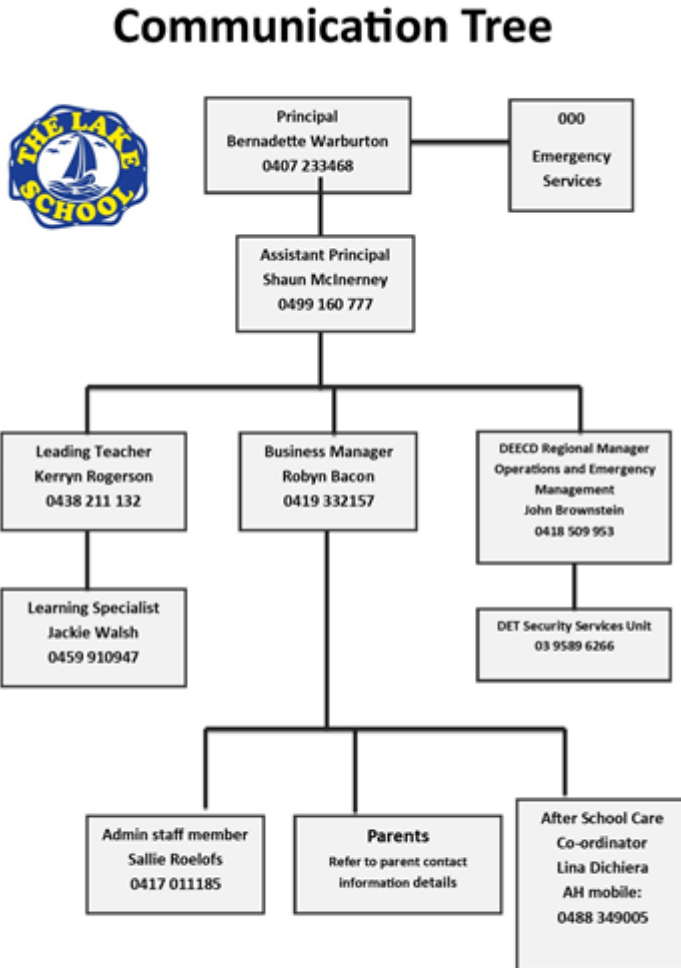 Communication Tree
THE LAKE
SCHOOL
Principal
Bernadette Warburton
0407 233468
000
Emergency
Services
Assistant Principal
Shaun McInerney
0499 160 777
Leading Teacher
Kerryn Rogerson
0438 211 132
Business Manager
Robyn Bacon
0419 332157
DEECD Regional Manager
Operations and Emergency
Management
John Brownstein
0418 509 953
Learning Specialist
Jackie Walsh
0459 910947
DET Security Services Unit
03 9589 6266
Admin staff member
Sallie Roelofs
0417 011185
Parents
Refer to parent contact
information details
After School Care
Co-ordinator
Lina Dichiera
AH mobile:
0488 349005